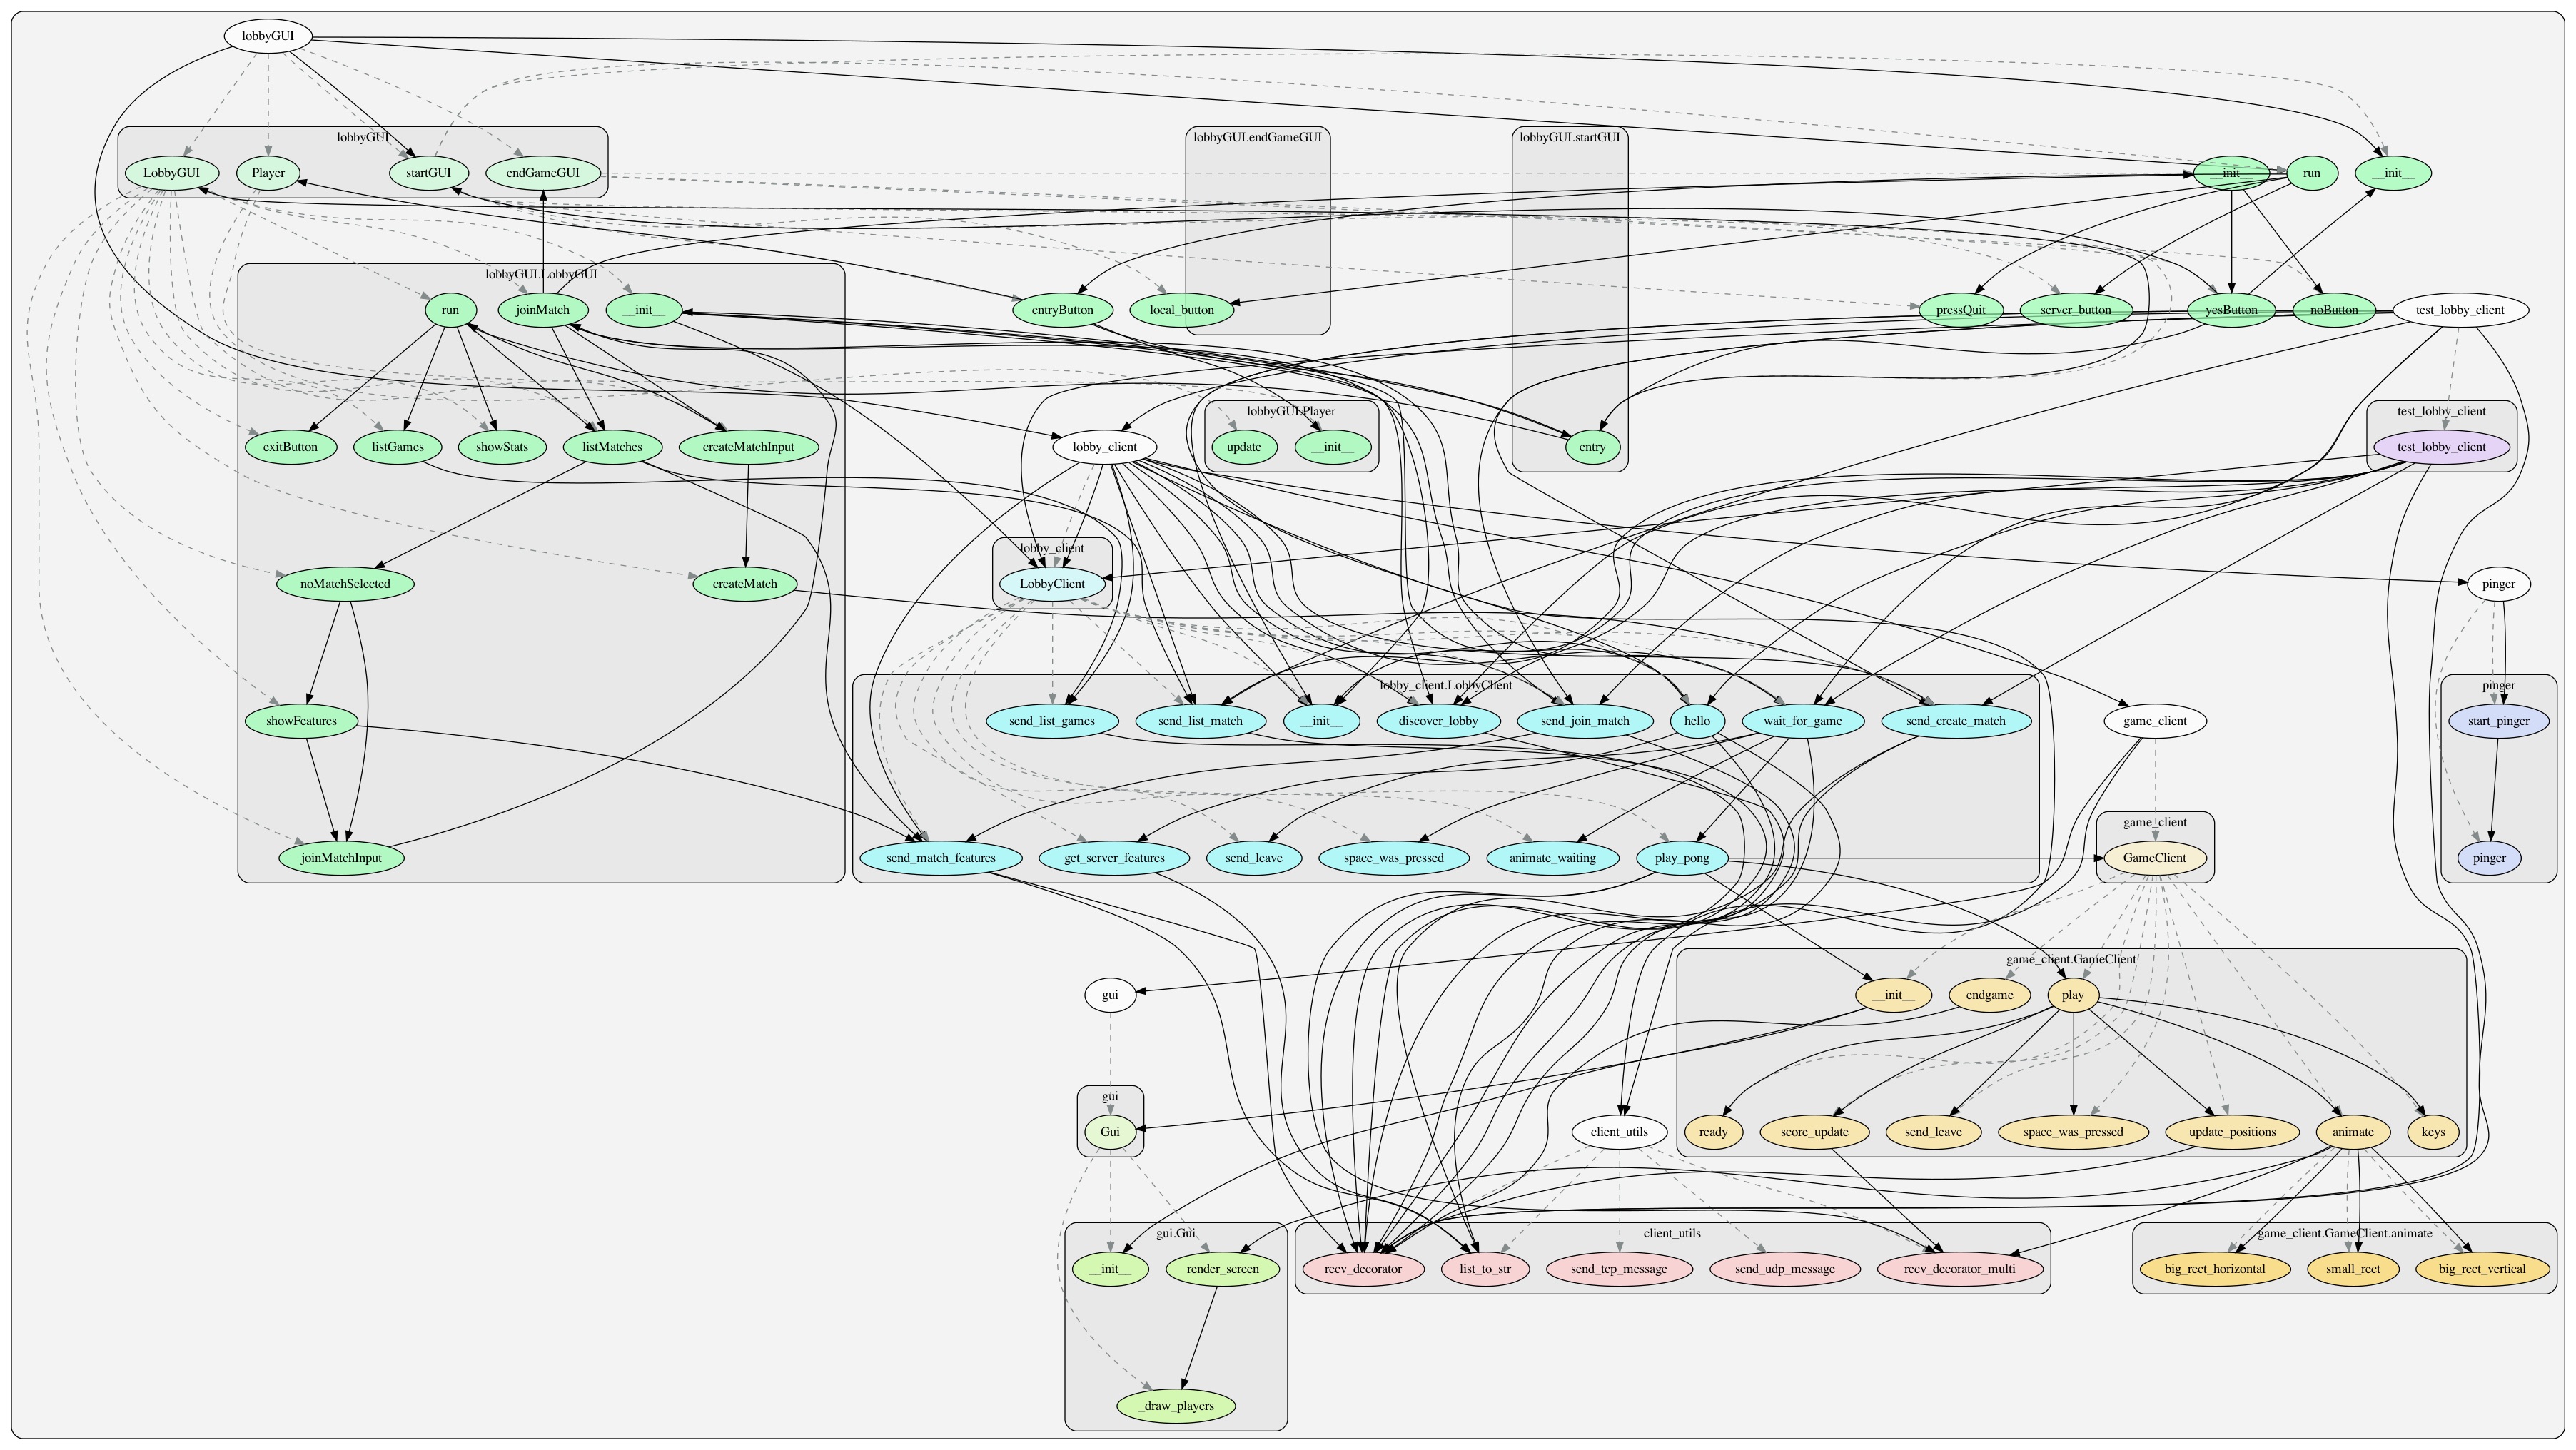 lobbyGUI
lobbyGUI
lobbyGUI.endGameGUI
lobbyGUI.startGUI
LobbyGUI
Player
startGUI
endGameGUI
__init__
run
__init__
lobbyGUI.LobbyGUI
run
joinMatch
__init__
entryButton
local_button
pressQuit
server_button
yesButton
noButton
test_lobby_client
lobbyGUI.Player
test_lobby_client
exitButton
listGames
showStats
listMatches
createMatchInput
lobby_client
update
__init__
entry
test_lobby_client
lobby_client
noMatchSelected
createMatch
LobbyClient
pinger
lobby_client.LobbyClient
pinger
showFeatures
send_list_games
send_list_match
__init__
discover_lobby
send_join_match
hello
wait_for_game
send_create_match
game_client
start_pinger
game_client
joinMatchInput
send_match_features
get_server_features
send_leave
space_was_pressed
animate_waiting
play_pong
GameClient
pinger
game_client.GameClient
gui
__init__
endgame
play
gui
Gui
client_utils
ready
score_update
send_leave
space_was_pressed
update_positions
animate
keys
gui.Gui
client_utils
game_client.GameClient.animate
__init__
render_screen
recv_decorator
list_to_str
send_tcp_message
send_udp_message
recv_decorator_multi
big_rect_horizontal
small_rect
big_rect_vertical
_draw_players